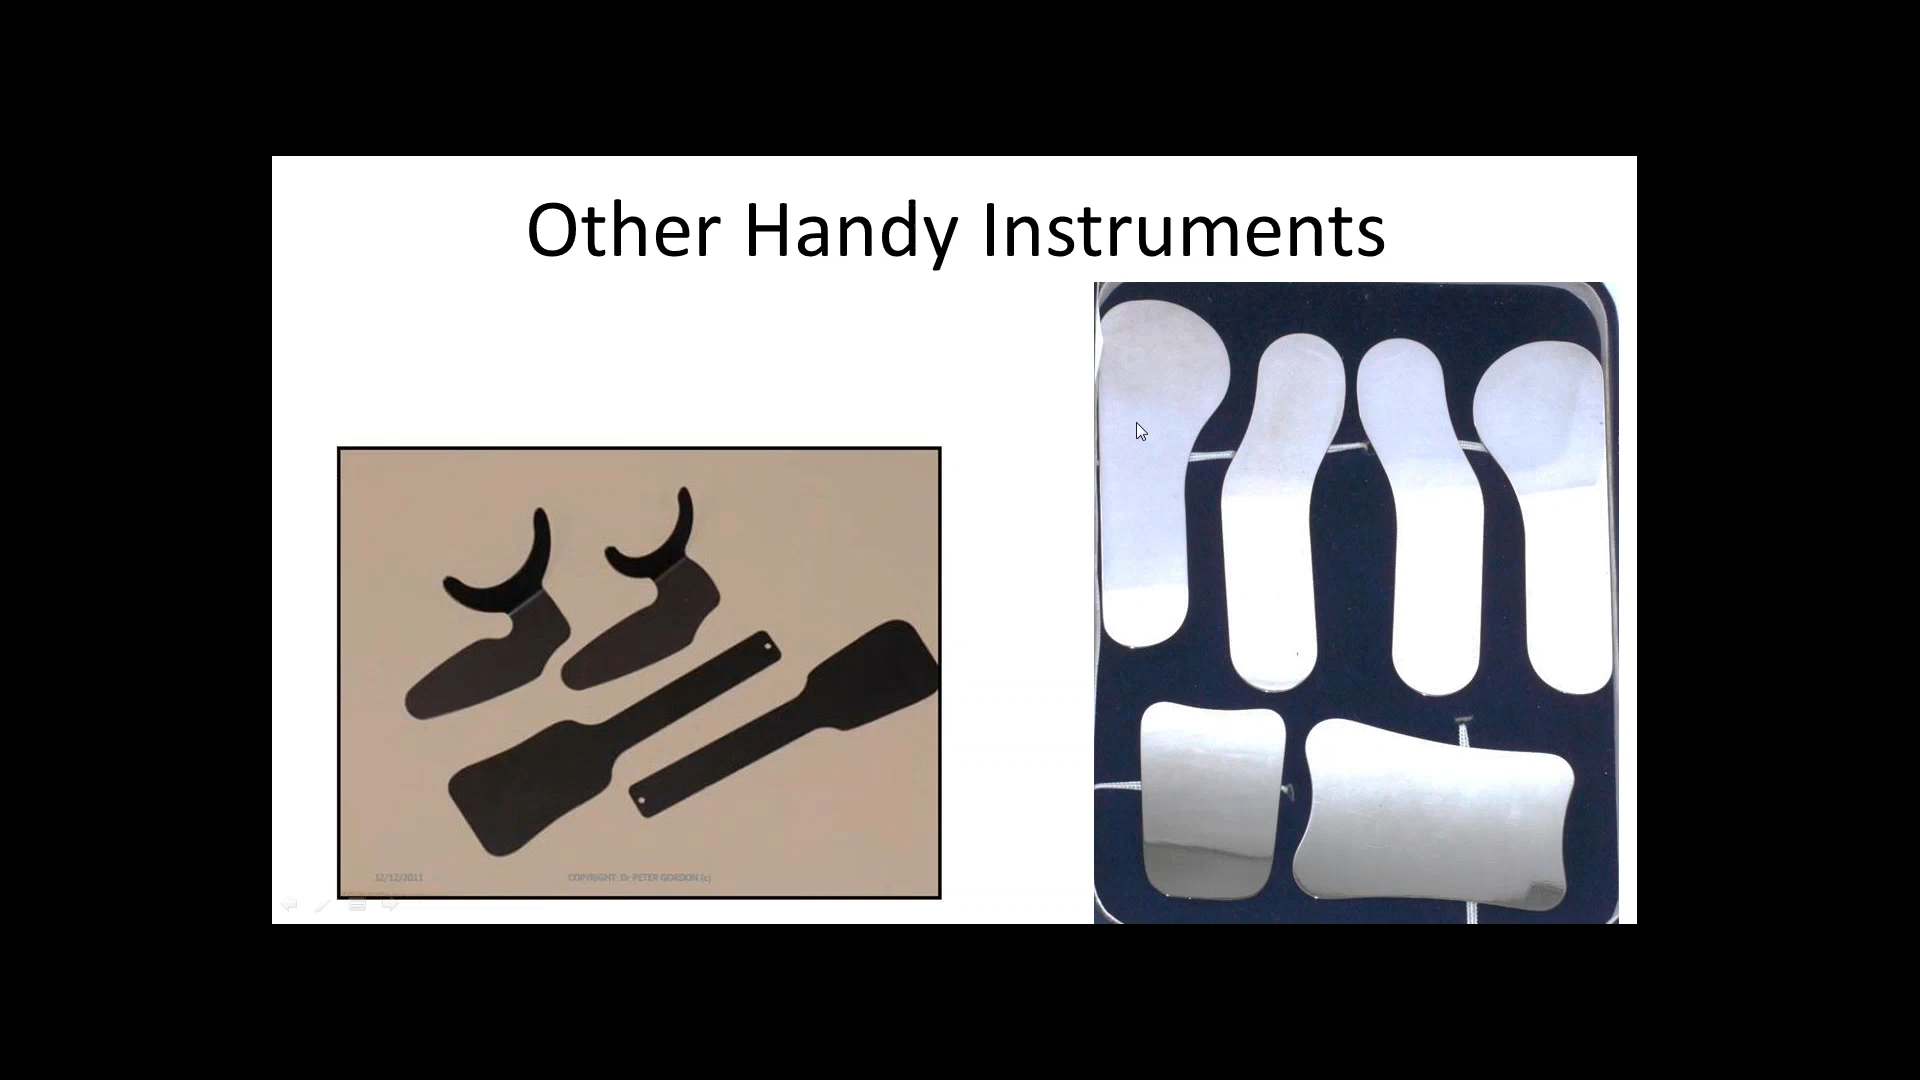 Other Handy Instruments
12/12/2011
COPYRIGHT: Dr PETER GORDON (c)